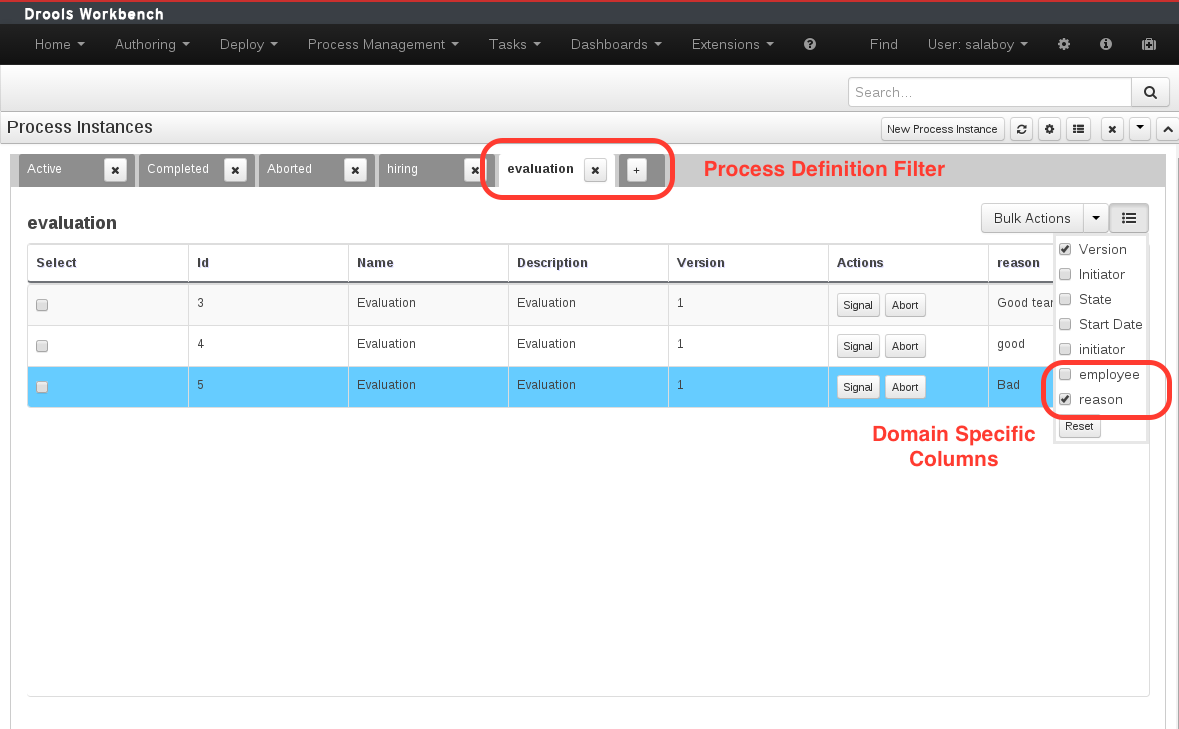 Drools Workbench
Home Authoring Deploy Process Management Tasks Dashboards Extensions Find User: salaboy
Search...
Process Instances New Process Instance
Active Completed Aborted hiring evaluation + Process Definition Filter
evaluation Bulk Actions
Version
Select Id Name Description Version Actions reason
Initiator
State
3 Evaluation Evaluation 1 Signal Abort Good tear
Start Date
4 Evaluation Evaluation 1 Signal Abort good
initiator
employee
5 Evaluation Evaluation 1 Signal Abort Bad
reason
Reset
Domain Specific
Columns